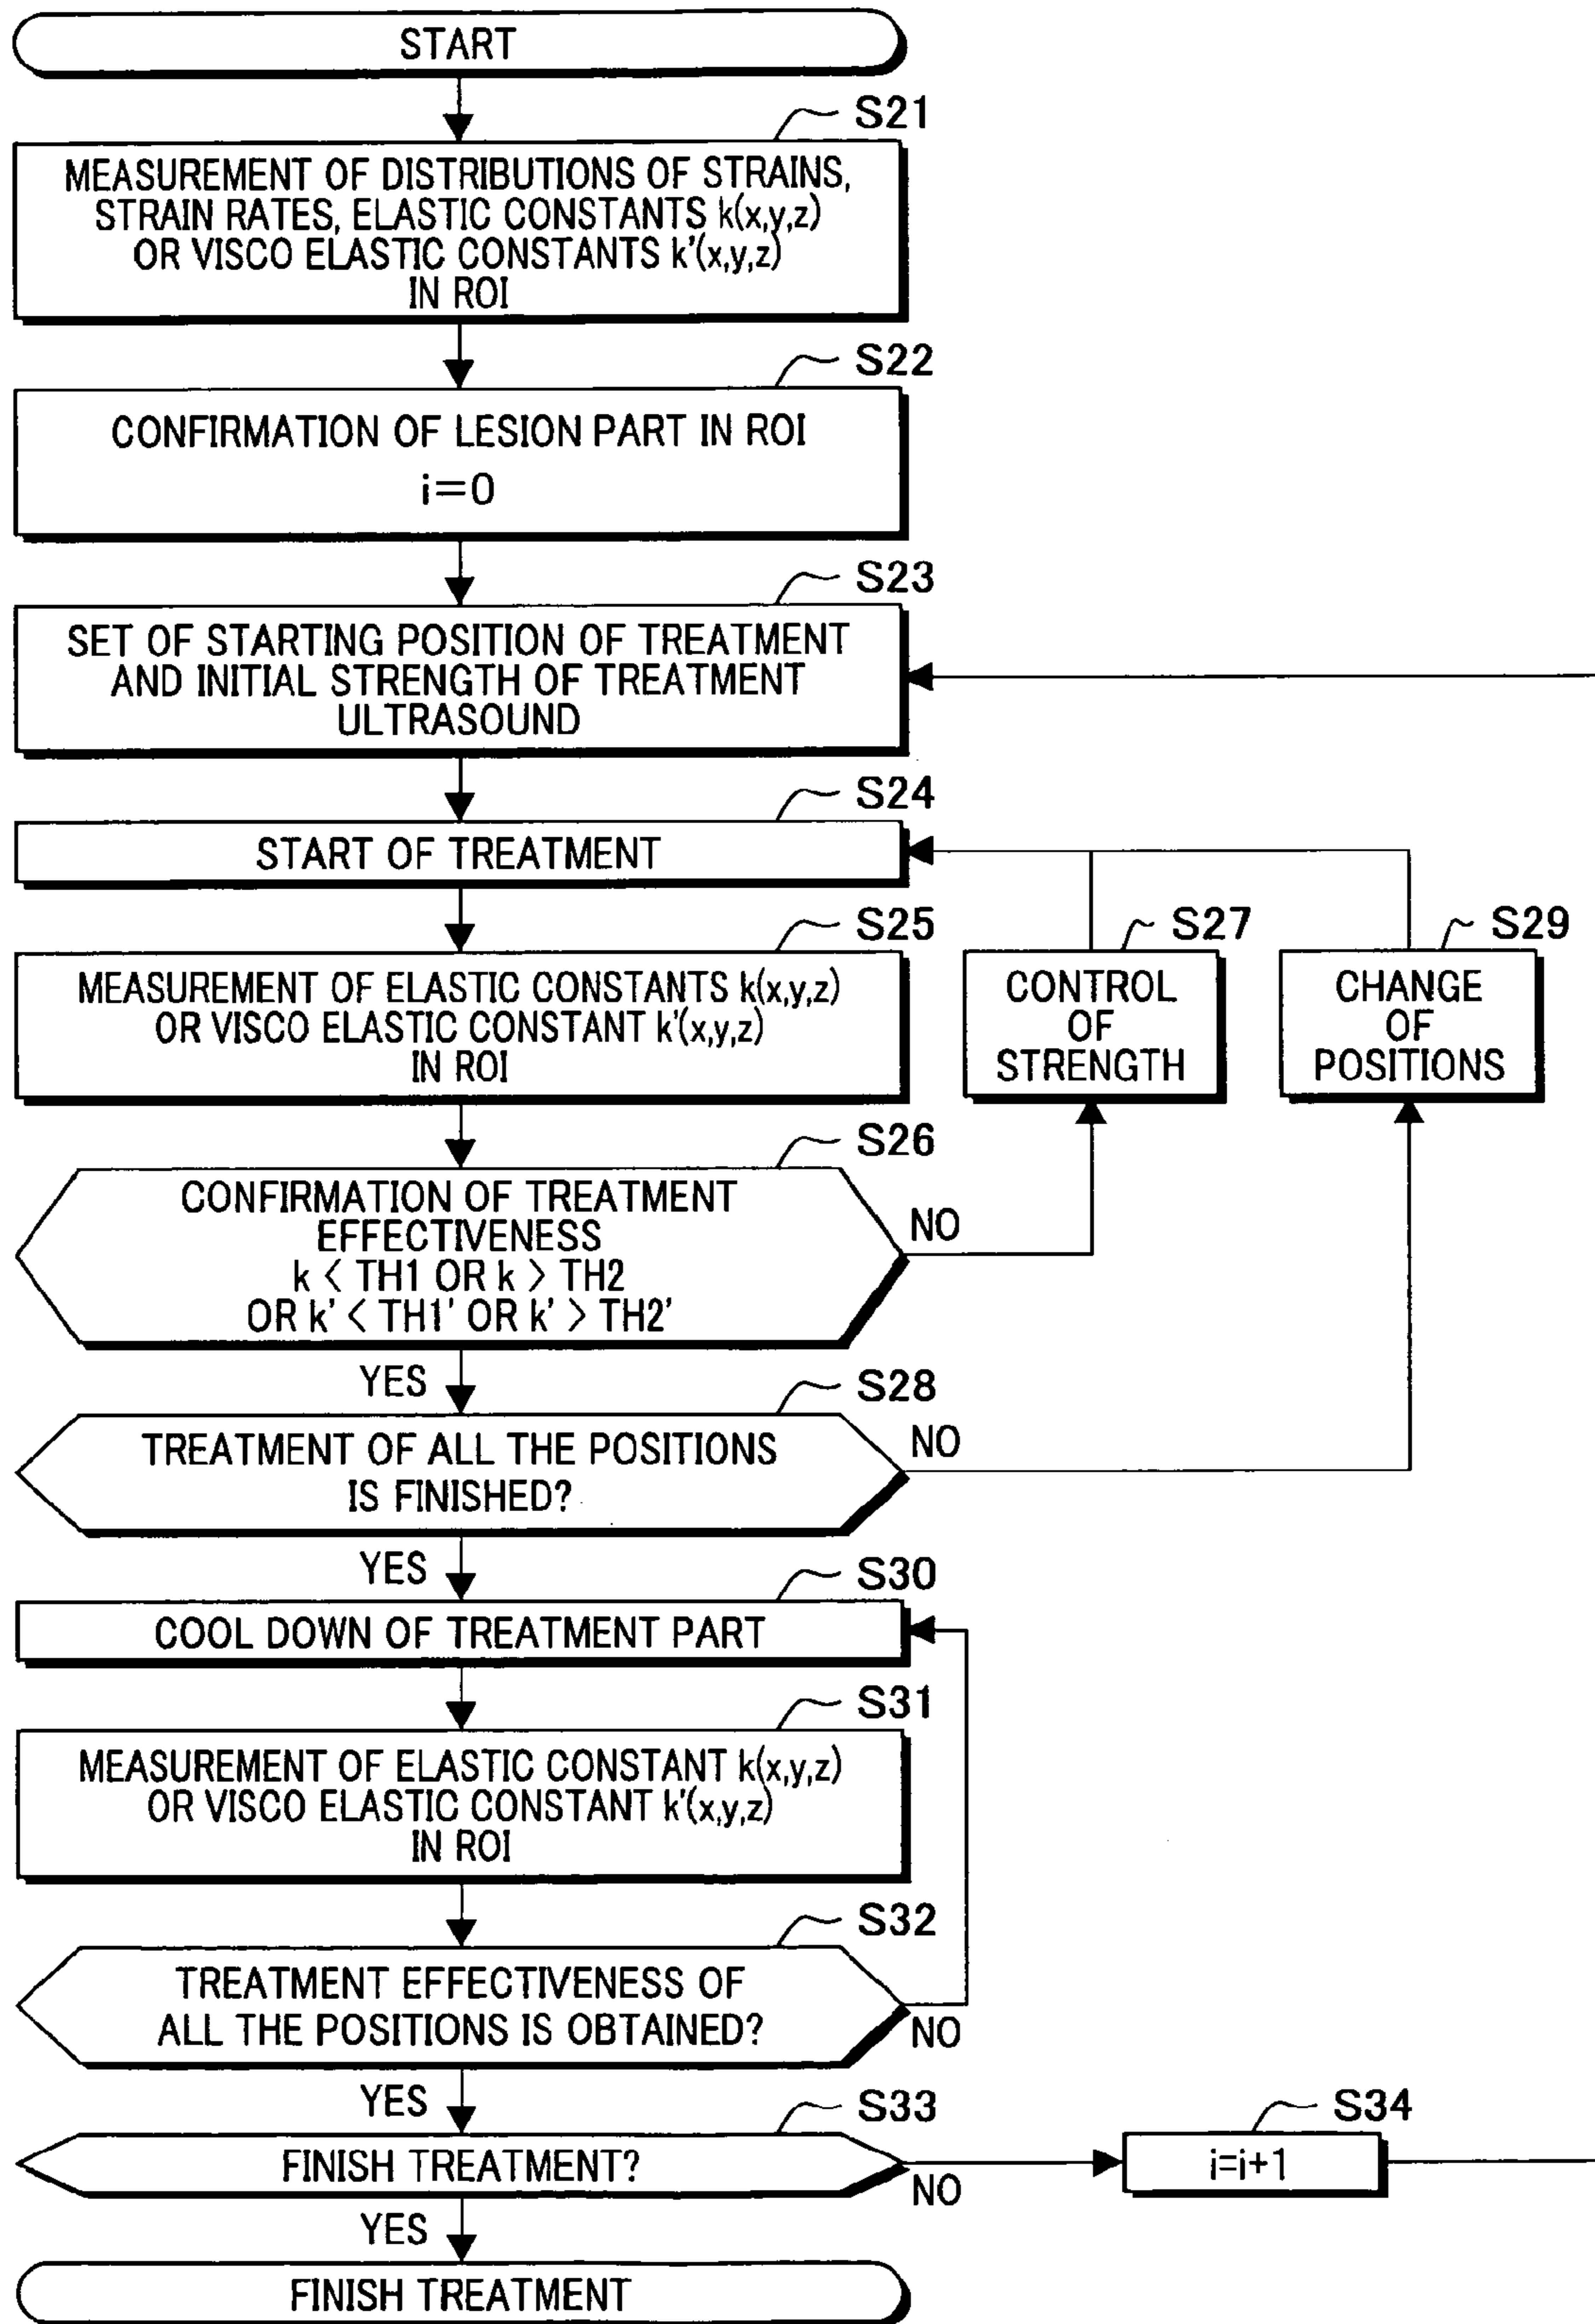 START
S21
MEASUREMENT OF DISTRIBUTIONS OF STRAINS,
STRAIN RATES, ELASTIC CONSTANTS k(x,y,z)
OR VISCO ELASTIC CONSTANTS k'(x,y,z)
IN ROI
S22
CONFIRMATION OF LESION PART IN ROI
i=0
S23
SET OF STARTING POSITION OF TREATMENT
AND INITIAL STRENGTH OF TREATMENT
ULTRASOUND
S24
START OF TREATMENT
S25
MEASUREMENT OF ELASTIC CONSTANTS k(x,y,z)
OR VISCO ELASTIC CONSTANT k'(x,y,z)
IN ROI
S27
CONTROL
OF
STRENGTH
S29
CHANGE
OF
POSITIONS
S26
CONFIRMATION OF TREATMENT
EFFECTIVENESS
k < TH1 OR k > TH2
OR k' < TH1' OR k' > TH2'
NO
YES
S28
TREATMENT OF ALL THE POSITIONS
IS FINISHED?
NO
YES
S30
COOL DOWN OF TREATMENT PART
S31
MEASUREMENT OF ELASTIC CONSTANT k(x,y,z)
OR VISCO ELASTIC CONSTANT k'(x,y,z)
IN ROI
S32
TREATMENT EFFECTIVENESS OF
ALL THE POSITIONS IS OBTAINED?
NO
YES
S33
FINISH TREATMENT?
NO
S34
i=i+1
YES
FINISH TREATMENT